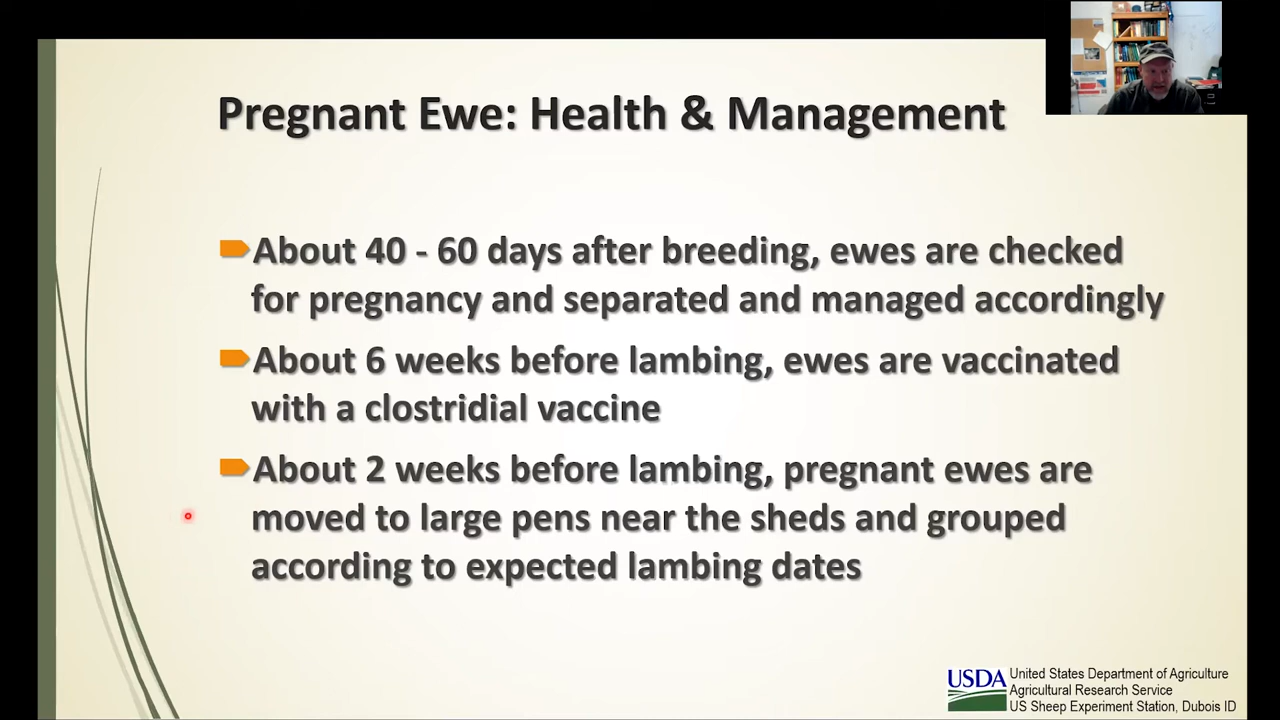 Pregnant Ewe: Health & Management
About 40 - 60 days after breeding, ewes are checked
for pregnancy and separated and managed accordingly
About 6 weeks before lambing, ewes are vaccinated
with a clostridial vaccine
About 2 weeks before lambing, pregnant ewes are
moved to large pens near the sheds and grouped
according to expected lambing dates
USDA
United States Department of Agriculture
Agricultural Research Service
US Sheep Experiment Station, Dubois ID